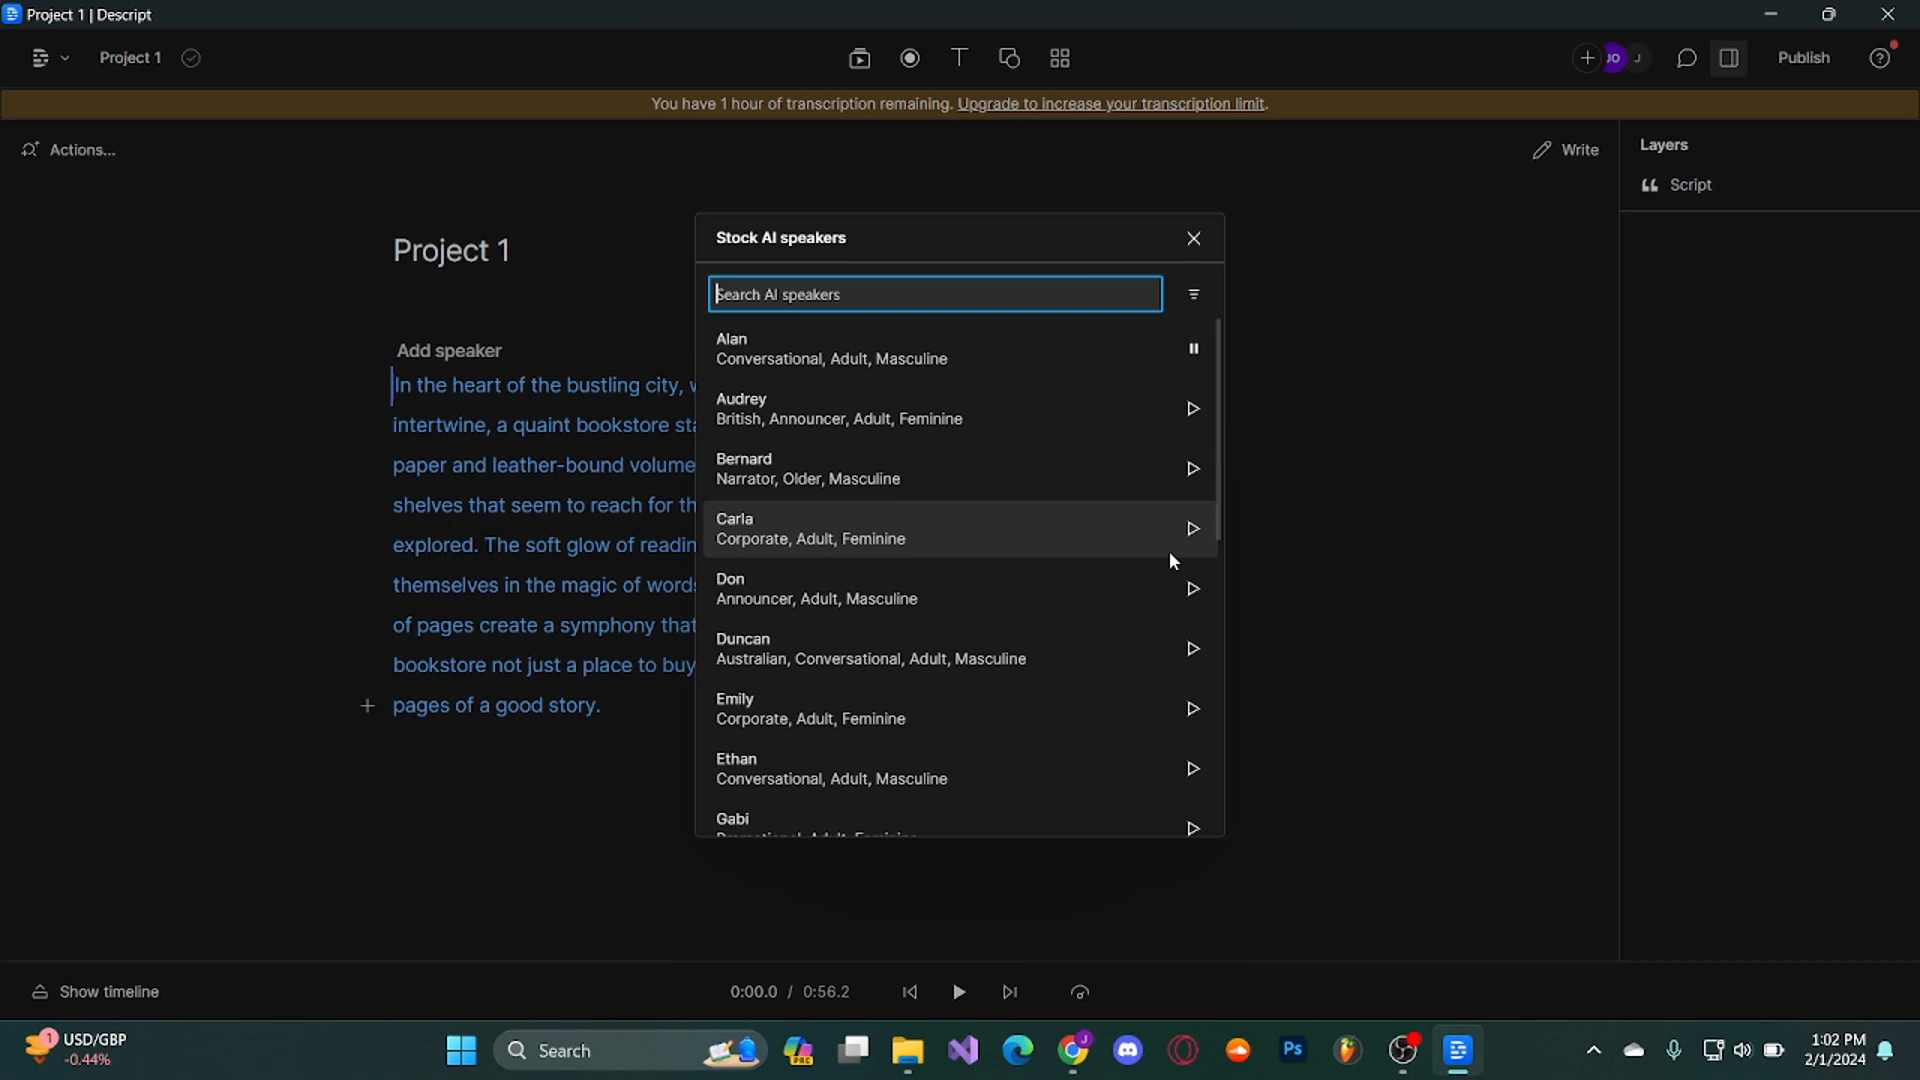 Project 1 | Descript
Project 1
JO
J
Publish
You have 1 hour of transcription remaining. Upgrade to increase your transcription limit.
Actions...
Write
Layers
Script
Project 1
Add speaker
In the heart of the bustling city,
intertwine, a quaint bookstore
paper and leather-bound volume
shelves that seem to reach for
explored. The soft glow of
themselves in the magic of words
of pages create a symphony that
bookstore not just a place to buy
pages of a good story.
Stock AI speakers
Search AI speakers
Alan
Conversational, Adult, Masculine
Audrey
British, Announcer, Adult, Feminine
Bernard
Narrator, Older, Masculine
Carla
Corporate, Adult, Feminine
Don
Announcer, Adult, Masculine
Duncan
Australian, Conversational, Adult, Masculine
Emily
Corporate, Adult, Feminine
Ethan
Conversational, Adult, Masculine
Gabi
Show timeline
0:00.0 / 0:56.2
1
USD/GBP
-0.44%
Search
PRE
J
Ps
1:02 PM
2/1/2024